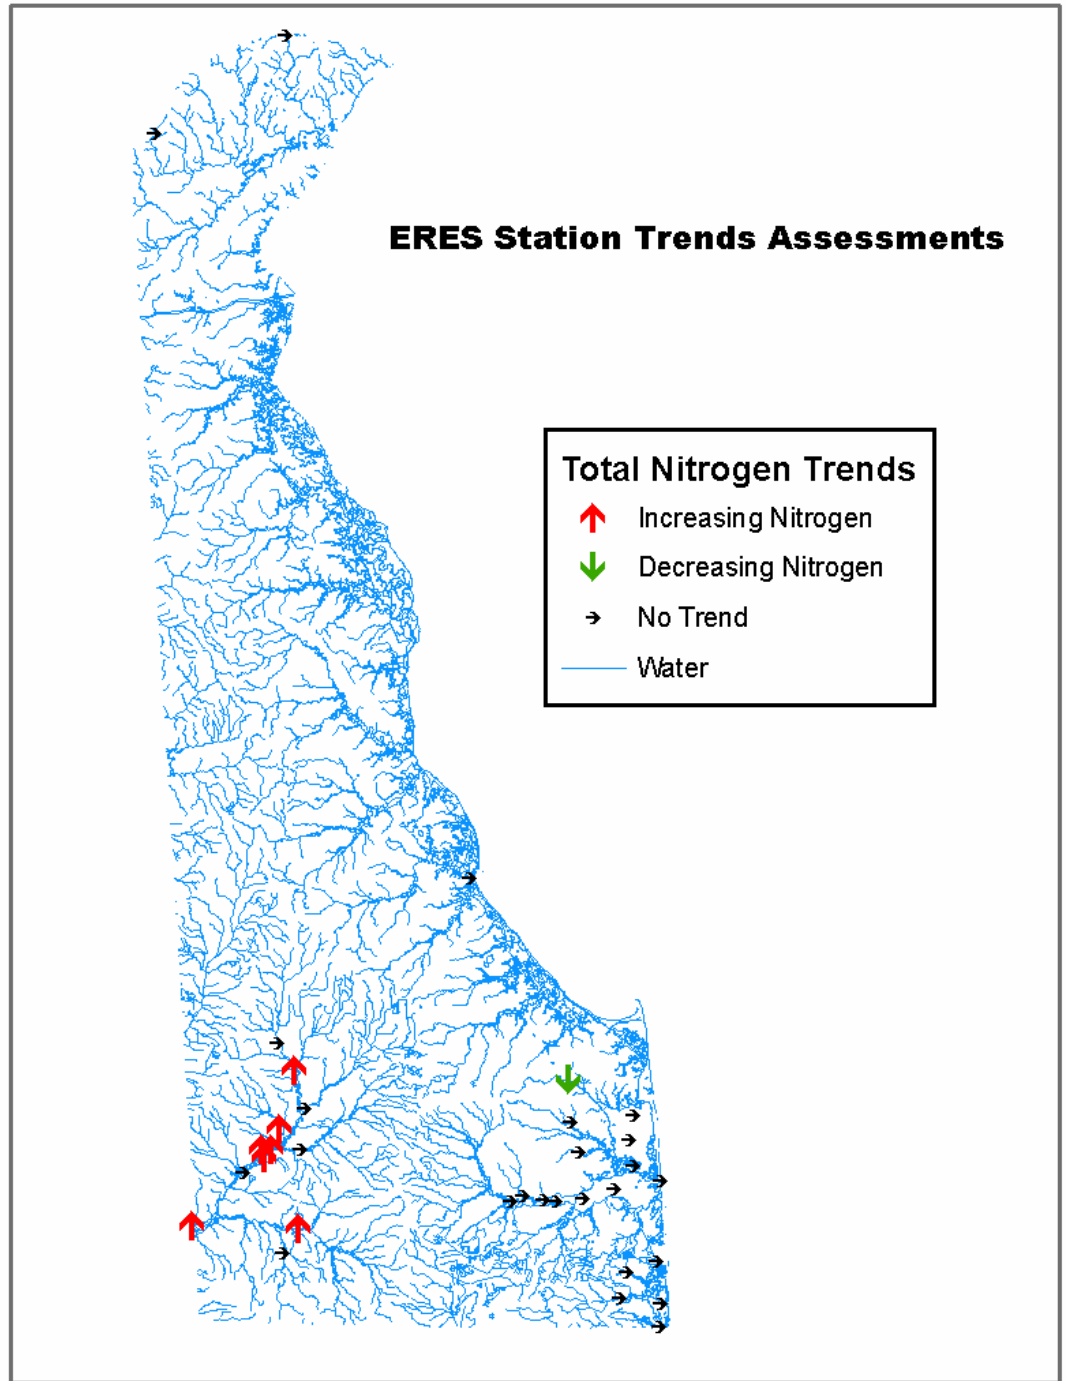 ERES Station Trends Assessments
Total Nitrogen Trends
Increasing Nitrogen
Decreasing Nitrogen
No Trend
Water